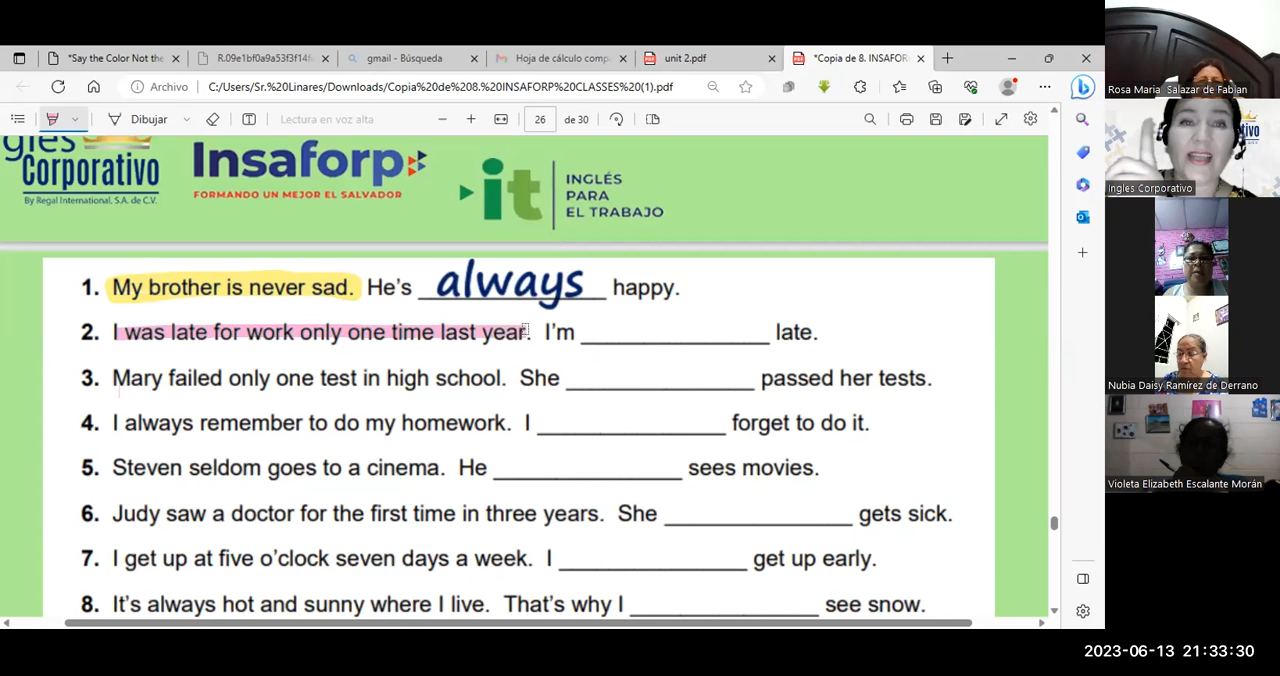 *Say the Color Not the
R.09e1bf0a9a53f3f14f
gmail - Búsqueda
Hoja de cálculo comp
unit 2.pdf
*Copia de 8. INSAFOR
Archivo
C:/Users/Sr.%20Linares/Downloads/Copia%20de%208.%20INSAFORP%20CLASSES%20(1).pdf
Dibujar
Lectura en voz alta
26
de 30
Corporativo
By Regal International, S.A. de C.V.
Insaforp
FORMANDO UN MEJOR EL SALVADOR
it
INGLÉS
PARA
EL TRABAJO
1. My brother is never sad. He's always happy.
2. I was late for work only one time last year. I'm _______________ late.
3. Mary failed only one test in high school. She _______________ passed her tests.
4. I always remember to do my homework. I _______________ forget to do it.
5. Steven seldom goes to a cinema. He _______________ sees movies.
6. Judy saw a doctor for the first time in three years. She _______________ gets sick.
7. I get up at five o'clock seven days a week. I _______________ get up early.
8. It's always hot and sunny where I live. That's why I _______________ see snow.
Rosa Maria Salazar de Fabian
Ingles Corporativo
Nubia Daisy Ramírez de Derrano
Violeta Elizabeth Escalante Morán
2023-06-13 21:33:30